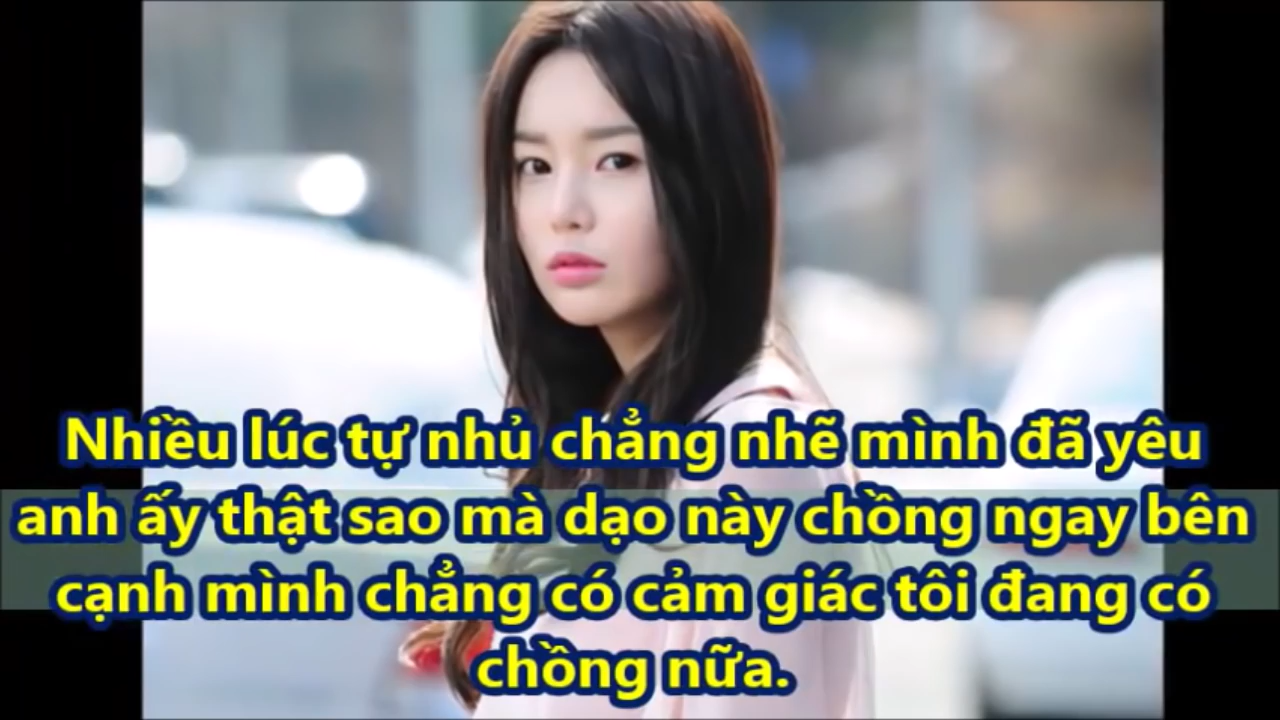 Nhiều lúc tự nhủ chẳng nhẽ mình đã yêu
anh ấy thật sao mà dạo này chồng ngay bên
cạnh mình chẳng có cảm giác tôi đang có
chồng nữa.